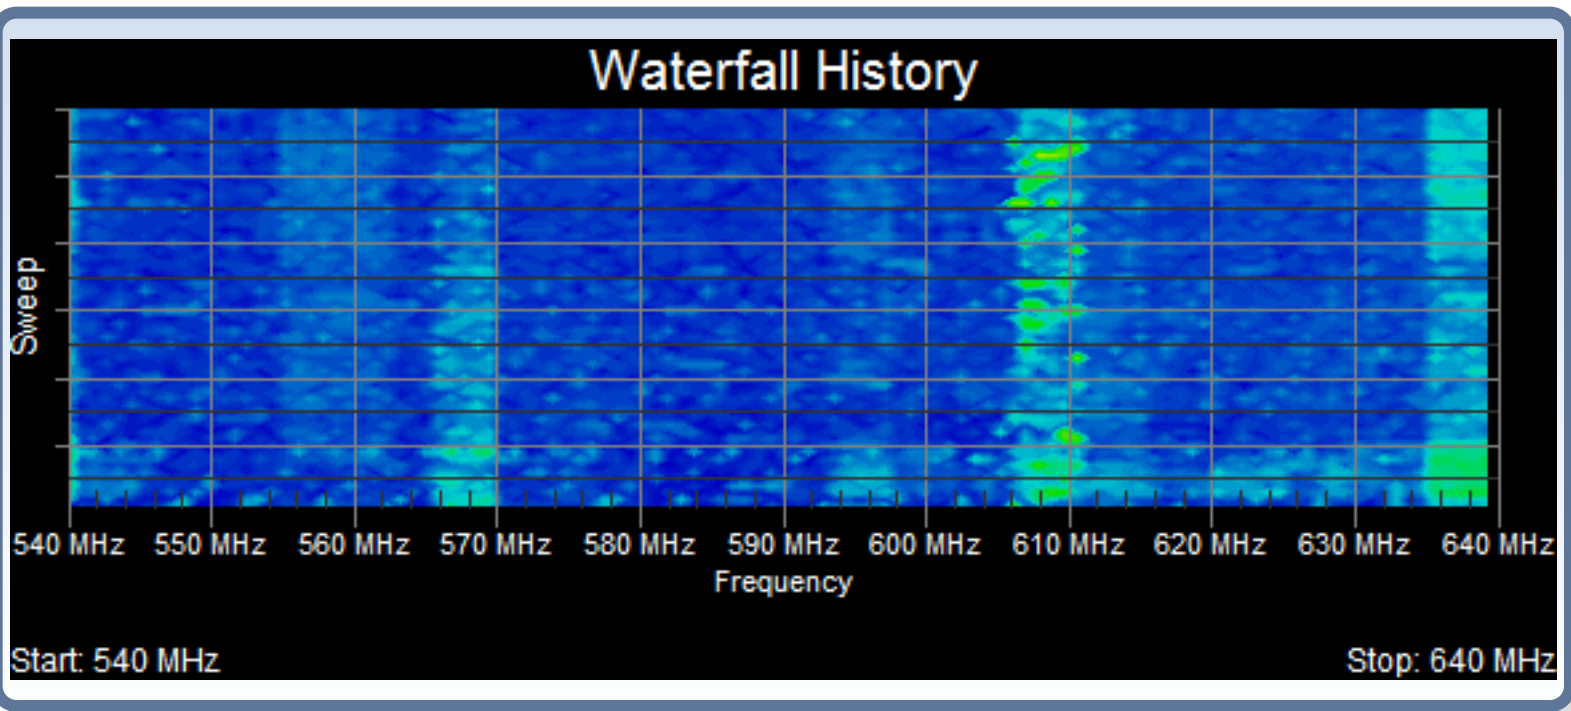 Waterfall History
Sweep
540 MHz 550 MHz 560 MHz 570 MHz 580 MHz 590 MHz 600 MHz 610 MHz 620 MHz 630 MHz 640 MHz
Frequency
Start: 540 MHz Stop: 640 MHz